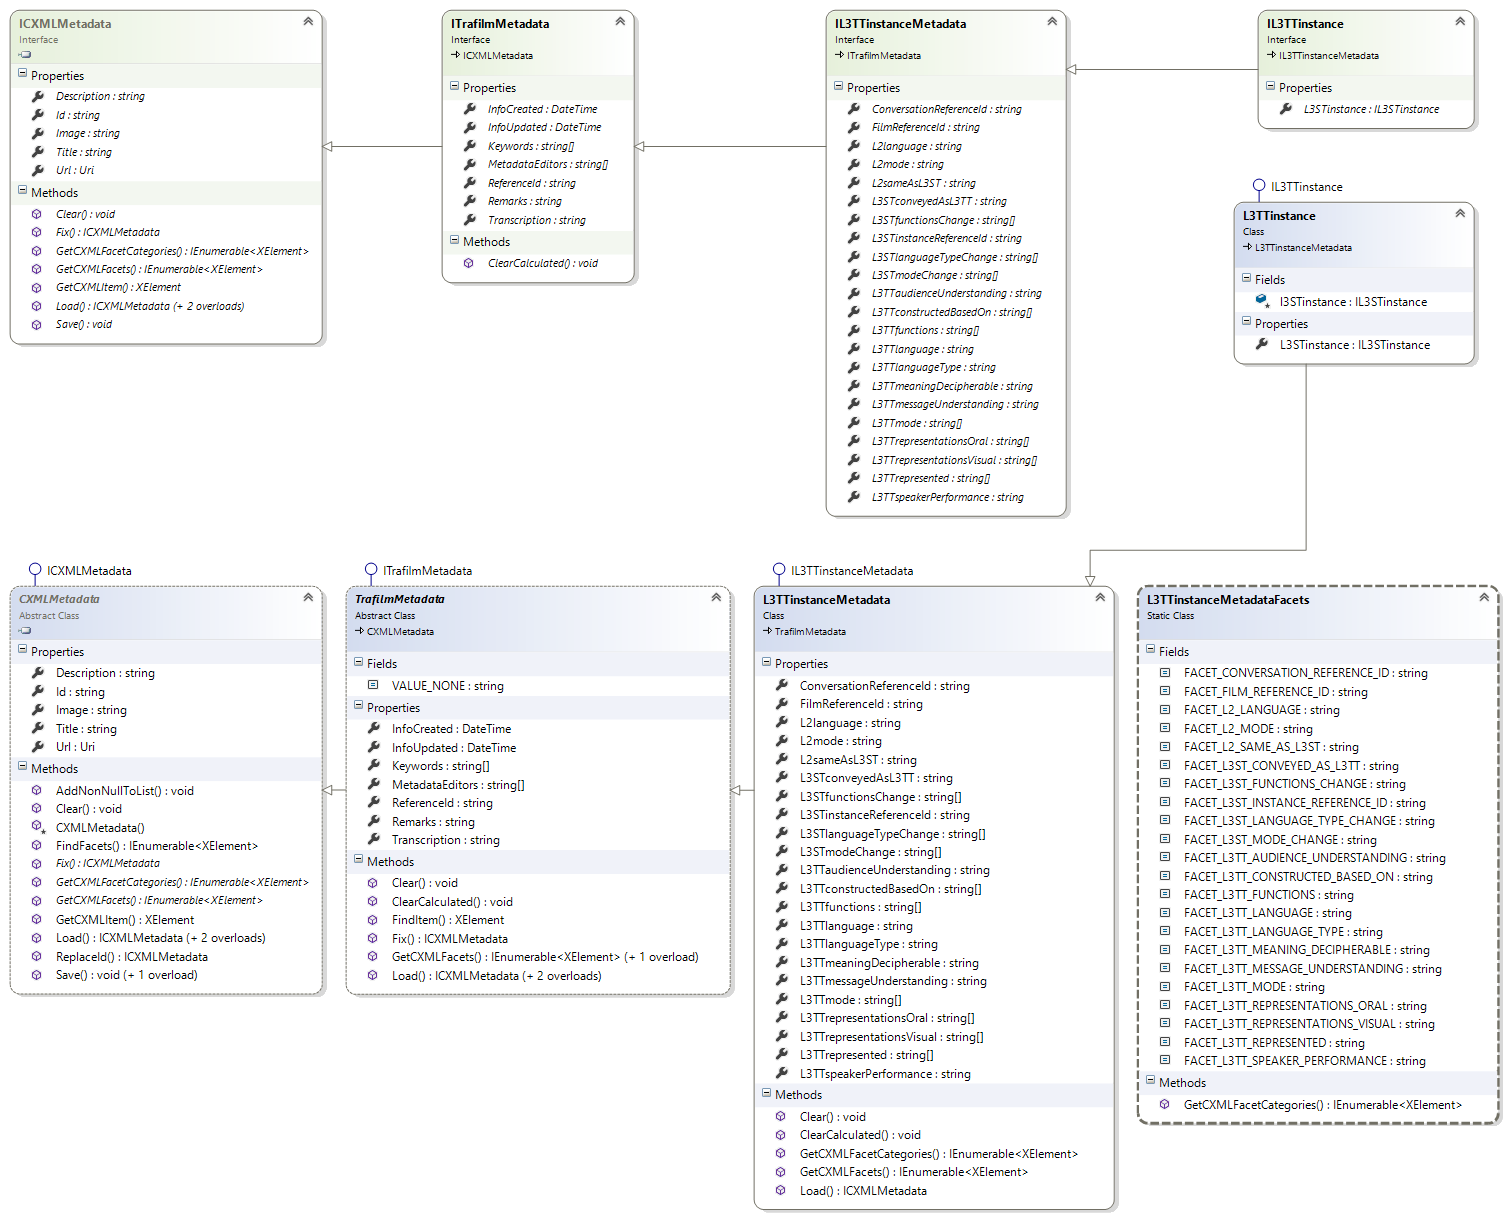 ICXMLMetadata
Interface
Properties
Description : string
Id : string
Image : string
Title : string
Url : Uri
Methods
Clear() : void
Fix() : ICXMLMetadata
GetCXMLFacetCategories() : IEnumerable<XElement>
GetCXMLFacets() : IEnumerable<XElement>
GetCXMLItem() : XElement
Load() : ICXMLMetadata (+ 2 overloads)
Save() : void
ITrafilmMetadata
Interface
ICXMLMetadata
Properties
InfoCreated : DateTime
InfoUpdated : DateTime
Keywords : string[]
MetadataEditors : string[]
ReferenceId : string
Remarks : string
Transcription : string
Methods
ClearCalculated() : void
IL3TTinstanceMetadata
Interface
ITrafilmMetadata
Properties
ConversationReferenceId : string
FilmReferenceId : string
L2language : string
L2mode : string
L2sameAsL3ST : string
L3STconveyedAsL3TT : string
L3STfunctionsChange : string[]
L3STinstanceReferenceId : string
L3STlanguageTypeChange : string[]
L3STmodeChange : string[]
L3TTaudienceUnderstanding : string
L3TTconstructedBasedOn : string[]
L3TTfunctions : string[]
L3TTlanguage : string
L3TTlanguageType : string
L3TTmeaningDecipherable : string
L3TTmessageUnderstanding : string
L3TTmode : string[]
L3TTrepresentationsOral : string[]
L3TTrepresentationsVisual : string[]
L3TTrepresented : string[]
L3TTspeakerPerformance : string
IL3TTinstance
Interface
IL3TTinstanceMetadata
Properties
L3STinstance : IL3STinstance
IL3TTinstance
L3TTinstance
Class
L3TTinstanceMetadata
Fields
l3STinstance : IL3STinstance
Properties
L3STinstance : IL3STinstance
ICXMLMetadata
CXMLMetadata
Abstract Class
Properties
Description : string
Id : string
Image : string
Title : string
Url : Uri
Methods
AddNonNullToList() : void
Clear() : void
CXMLMetadata()
FindFacets() : IEnumerable<XElement>
Fix() : ICXMLMetadata
GetCXMLFacetCategories() : IEnumerable<XElement>
GetCXMLFacets() : IEnumerable<XElement>
GetCXMLItem() : XElement
Load() : ICXMLMetadata (+ 2 overloads)
ReplaceId() : ICXMLMetadata
Save() : void (+ 1 overload)
ITrafilmMetadata
TrafilmMetadata
Abstract Class
CXMLMetadata
Fields
VALUE_NONE : string
Properties
InfoCreated : DateTime
InfoUpdated : DateTime
Keywords : string[]
MetadataEditors : string[]
ReferenceId : string
Remarks : string
Transcription : string
Methods
Clear() : void
ClearCalculated() : void
FindItem() : XElement
Fix() : ICXMLMetadata
GetCXMLFacets() : IEnumerable<XElement> (+ 1 overload)
Load() : ICXMLMetadata (+ 2 overloads)
IL3TTinstanceMetadata
L3TTinstanceMetadata
Class
TrafilmMetadata
Properties
ConversationReferenceId : string
FilmReferenceId : string
L2language : string
L2mode : string
L2sameAsL3ST : string
L3STconveyedAsL3TT : string
L3STfunctionsChange : string[]
L3STinstanceReferenceId : string
L3STlanguageTypeChange : string[]
L3STmodeChange : string[]
L3TTaudienceUnderstanding : string
L3TTconstructedBasedOn : string[]
L3TTfunctions : string[]
L3TTlanguage : string
L3TTlanguageType : string
L3TTmeaningDecipherable : string
L3TTmessageUnderstanding : string
L3TTmode : string[]
L3TTrepresentationsOral : string[]
L3TTrepresentationsVisual : string[]
L3TTrepresented : string[]
L3TTspeakerPerformance : string
Methods
Clear() : void
ClearCalculated() : void
GetCXMLFacetCategories() : IEnumerable<XElement>
GetCXMLFacets() : IEnumerable<XElement>
Load() : ICXMLMetadata
L3TTinstanceMetadataFacets
Static Class
Fields
FACET_CONVERSATION_REFERENCE_ID : string
FACET_FILM_REFERENCE_ID : string
FACET_L2_LANGUAGE : string
FACET_L2_MODE : string
FACET_L2_SAME_AS_L3ST : string
FACET_L3ST_CONVEYED_AS_L3TT : string
FACET_L3ST_FUNCTIONS_CHANGE : string
FACET_L3ST_INSTANCE_REFERENCE_ID : string
FACET_L3ST_LANGUAGE_TYPE_CHANGE : string
FACET_L3ST_MODE_CHANGE : string
FACET_L3TT_AUDIENCE_UNDERSTANDING : string
FACET_L3TT_CONSTRUCTED_BASED_ON : string
FACET_L3TT_FUNCTIONS : string
FACET_L3TT_LANGUAGE : string
FACET_L3TT_LANGUAGE_TYPE : string
FACET_L3TT_MEANING_DECIPHERABLE : string
FACET_L3TT_MESSAGE_UNDERSTANDING : string
FACET_L3TT_MODE : string
FACET_L3TT_REPRESENTATIONS_ORAL : string
FACET_L3TT_REPRESENTATIONS_VISUAL : string
FACET_L3TT_REPRESENTED : string
FACET_L3TT_SPEAKER_PERFORMANCE : string
Methods
GetCXMLFacetCategories() : IEnumerable<XElement>